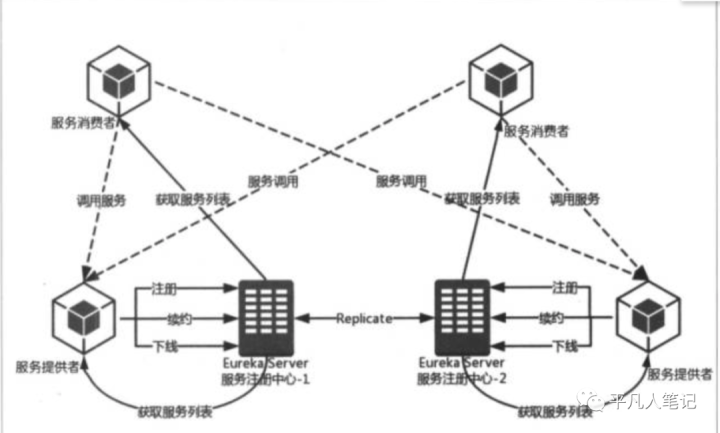 服务消费者
服务消费者
调用服务
获取服务列表
服务调用
服务调用
获取服务列表
调用服务
注册
续约
下线
Replicate
注册
续约
下线
服务提供者
Eureka Server
服务注册中心-1
Eureka Server
服务注册中心-2
服务提供者
获取服务列表
获取服务列表
平凡人笔记